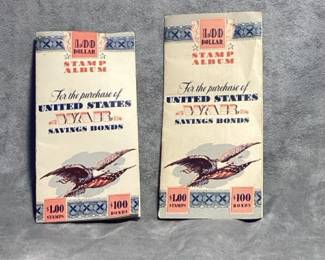 1.00
DOLLAR
STAMP
ALBUM
For the purchase of
UNITED STATES
WAR
SAVINGS BONDS
$1.00
STAMPS
$100
BONDS
1.00
DOLLAR
STAMP
ALBUM
For the purchase of
UNITED STATES
WAR
SAVINGS BONDS
$1.00
STAMPS
$100
BONDS